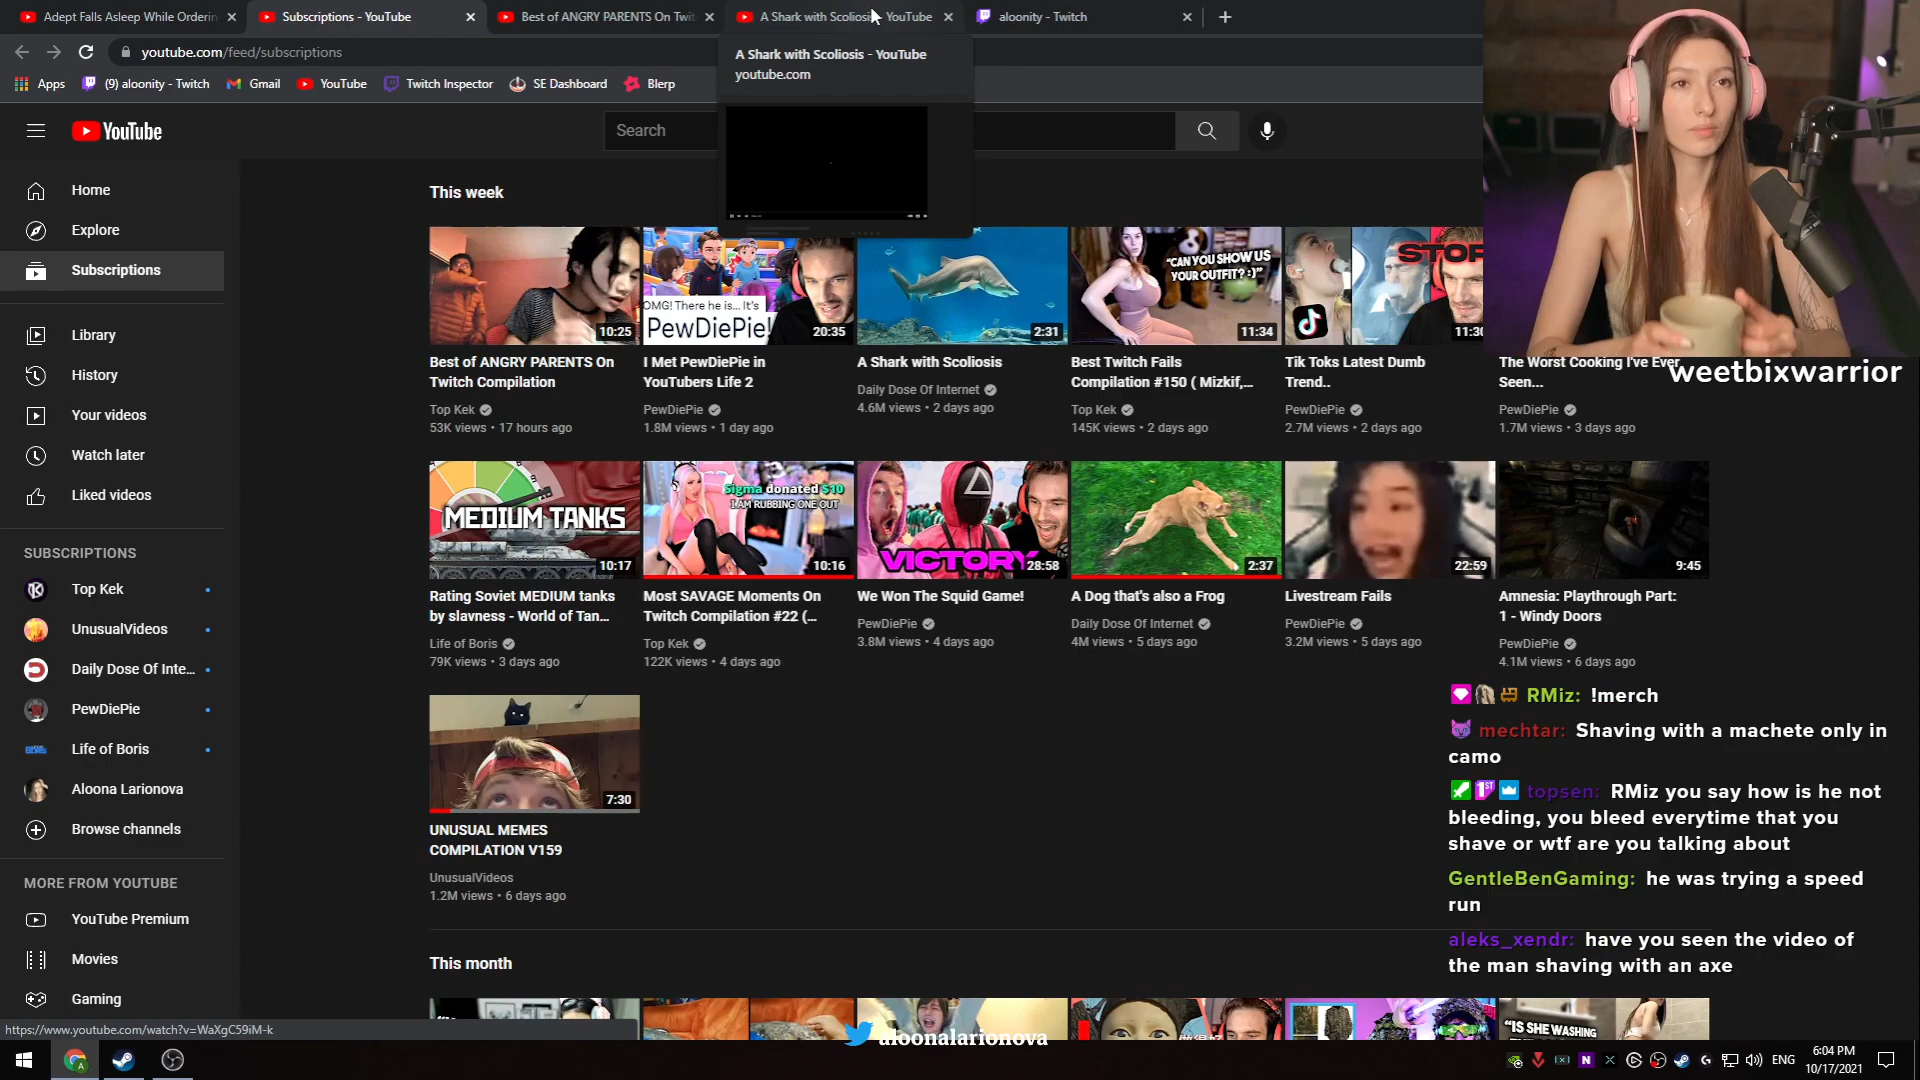 Adept Falls Asleep While Orderin
Subscriptions - YouTube
Best of ANGRY PARENTS On Twit
A Shark with Scoliosis - YouTube
aloonity - Twitch
youtube.com/feed/subscriptions
A Shark with Scoliosis - YouTube
youtube.com
Apps
(9) aloonity - Twitch
Gmail
YouTube
Twitch Inspector
SE Dashboard
Blerp
YouTube
Search
Home
Explore
Subscriptions
Library
History
Your videos
Watch later
Liked videos
SUBSCRIPTIONS
Top Kek
UnusualVideos
Daily Dose Of Inte...
PewDiePie
Life of Boris
Aloona Larionova
Browse channels
MORE FROM YOUTUBE
YouTube Premium
Movies
Gaming
This week
10:25
Best of ANGRY PARENTS On
Twitch Compilation
Top Kek
53K views • 17 hours ago
OMG! There he is... It's
PewDiePie!
20:35
I Met PewDiePie in
YouTubers Life 2
PewDiePie
1.8M views • 1 day ago
2:31
A Shark with Scoliosis
Daily Dose Of Internet
4.6M views • 2 days ago
"CAN YOU SHOW US
YOUR OUTFIT? :)"
11:34
Best Twitch Fails
Compilation #150 ( Mizkif,...
Top Kek
145K views • 2 days ago
STOP
11:30
Tik Toks Latest Dumb
Trend..
PewDiePie
2.7M views • 2 days ago
The Worst Cooking I've Ever
Seen...
PewDiePie
1.7M views • 3 days ago
weetbixwarrior
MEDIUM TANKS
10:17
Rating Soviet MEDIUM tanks
by slavness - World of Tan...
Life of Boris
79K views • 3 days ago
Sigma donated $10
I AM RUBBING ONE OUT
10:16
Most SAVAGE Moments On
Twitch Compilation #22 (...
Top Kek
122K views • 4 days ago
VICTORY
28:58
We Won The Squid Game!
PewDiePie
3.8M views • 4 days ago
2:37
A Dog that's also a Frog
Daily Dose Of Internet
4M views • 5 days ago
22:59
Livestream Fails
PewDiePie
3.2M views • 5 days ago
9:45
Amnesia: Playthrough Part:
1 - Windy Doors
PewDiePie
4.1M views • 6 days ago
7:30
UNUSUAL MEMES
COMPILATION V159
UnusualVideos
1.2M views • 6 days ago
RMiz: !merch
mechtar: Shaving with a machete only in
camo
1ST
topsen: RMiz you say how is he not
bleeding, you bleed everytime that you
shave or wtf are you talking about
GentleBenGaming: he was trying a speed
run
aleks_xendr: have you seen the video of
the man shaving with an axe
This month
"IS SHE WASHING
https://www.youtube.com/watch?v=WaXgC59iM-k
aloonalarionova
ENG
6:04 PM
10/17/2021